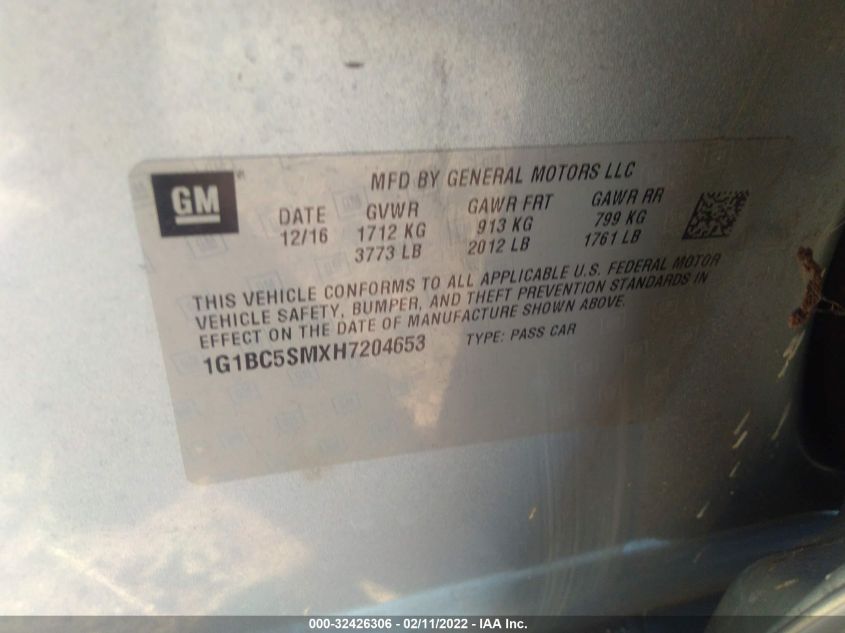 GM
MFD BY GENERAL MOTORS LLC
DATE GVWR GAWR FRT GAWR RR
12/16 1712 KG 913 KG 799 KG
3773 LB 2012 LB 1761 LB
THIS VEHICLE CONFORMS TO ALL APPLICABLE U.S. FEDERAL MOTOR
VEHICLE SAFETY, BUMPER, AND THEFT PREVENTION STANDARDS IN
EFFECT ON THE DATE OF MANUFACTURE SHOWN ABOVE.
1G1BC5SMXH7204653 TYPE: PASS CAR
000-32426306 - 02/11/2022 - IAA Inc.